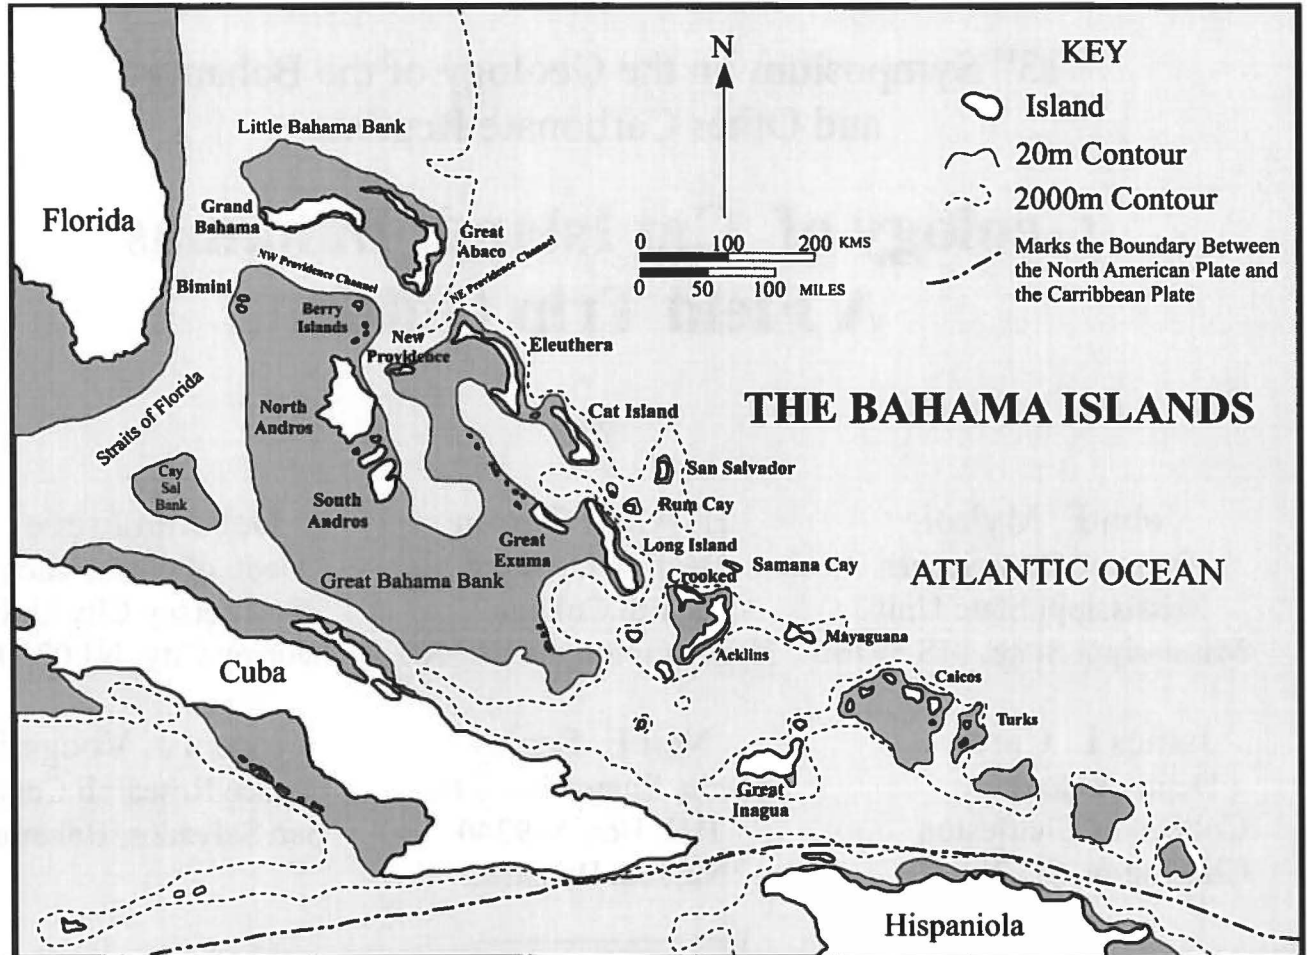 N
KEY
Island
20m Contour
2000m Contour
Marks the Boundary Between
the North American Plate and
the Carribbean Plate
0 100 200 KMS
0 50 100 MILES
Little Bahama Bank
Florida
Grand
Bahama
Great
Abaco
NW Providence Channel
NE Providence Channel
Bimini
Berry
Islands
New
Providence
Eleuthera
Straits of Florida
North
Andros
Cat Island
THE BAHAMA ISLANDS
Cay
Sal
Bank
San Salvador
South
Andros
Rum Cay
Great
Exuma
Long Island
Samana Cay
ATLANTIC OCEAN
Great Bahama Bank
Crooked
Acklins
Mayaguana
Cuba
Caicos
Turks
Great
Inagua
Hispaniola